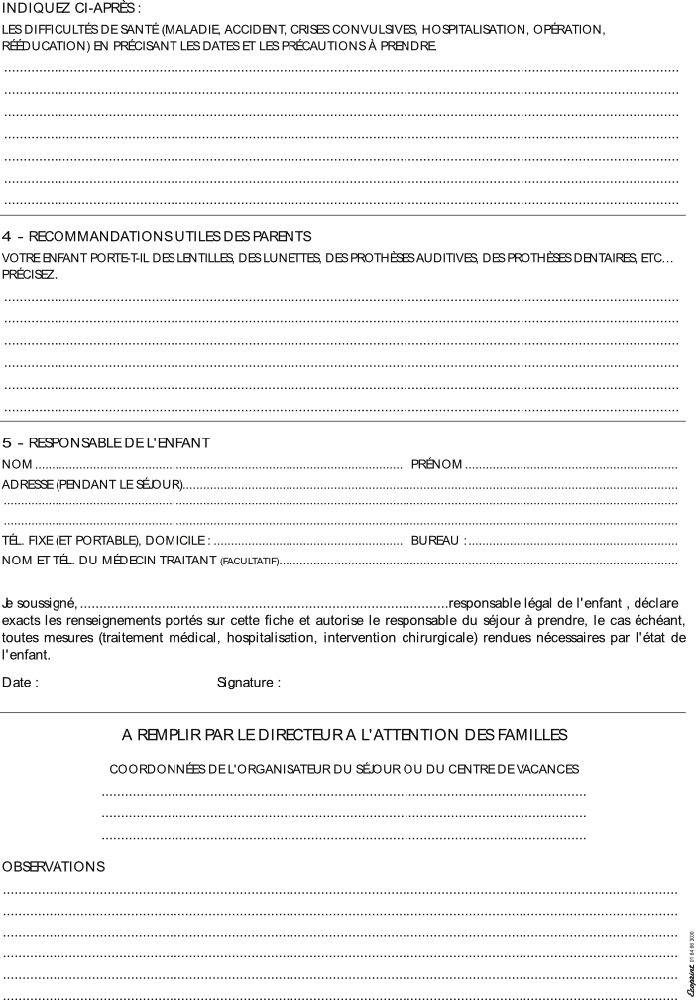 INDIQUEZ CI-APRÈS :
LES DIFFICULTÉS DE SANTÉ (MALADIE, ACCIDENT, CRISES CONVULSIVES, HOSPITALISATION, OPÉRATION,
RÉÉDUCATION) EN PRÉCISANT LES DATES ET LES PRÉCAUTIONS À PRENDRE.
4 - RECOMMANDATIONS UTILES DES PARENTS
VOTRE ENFANT PORTE-T-IL DES LENTILLES, DES LUNETTES, DES PROTHÈSES AUDITIVES, DES PROTHÈSES DENTAIRES, ETC…
PRÉCISEZ.
5 - RESPONSABLE DE L'ENFANT
NOM ........ PRÉNOM ........
ADRESSE (PENDANT LE SÉJOUR)........
TÉL. FIXE (ET PORTABLE), DOMICILE : ........ BUREAU : ........
NOM ET TÉL. DU MÉDECIN TRAITANT (FACULTATIF)........
Je soussigné, ........responsable légal de l'enfant , déclare
exacts les renseignements portés sur cette fiche et autorise le responsable du séjour à prendre, le cas échéant,
toutes mesures (traitement médical, hospitalisation, intervention chirurgicale) rendues nécessaires par l'état de
l'enfant.
Date : Signature :
A REMPLIR PAR LE DIRECTEUR A L'ATTENTION DES FAMILLES
COORDONNÉES DE L'ORGANISATEUR DU SÉJOUR OU DU CENTRE DE VACANCES
OBSERVATIONS